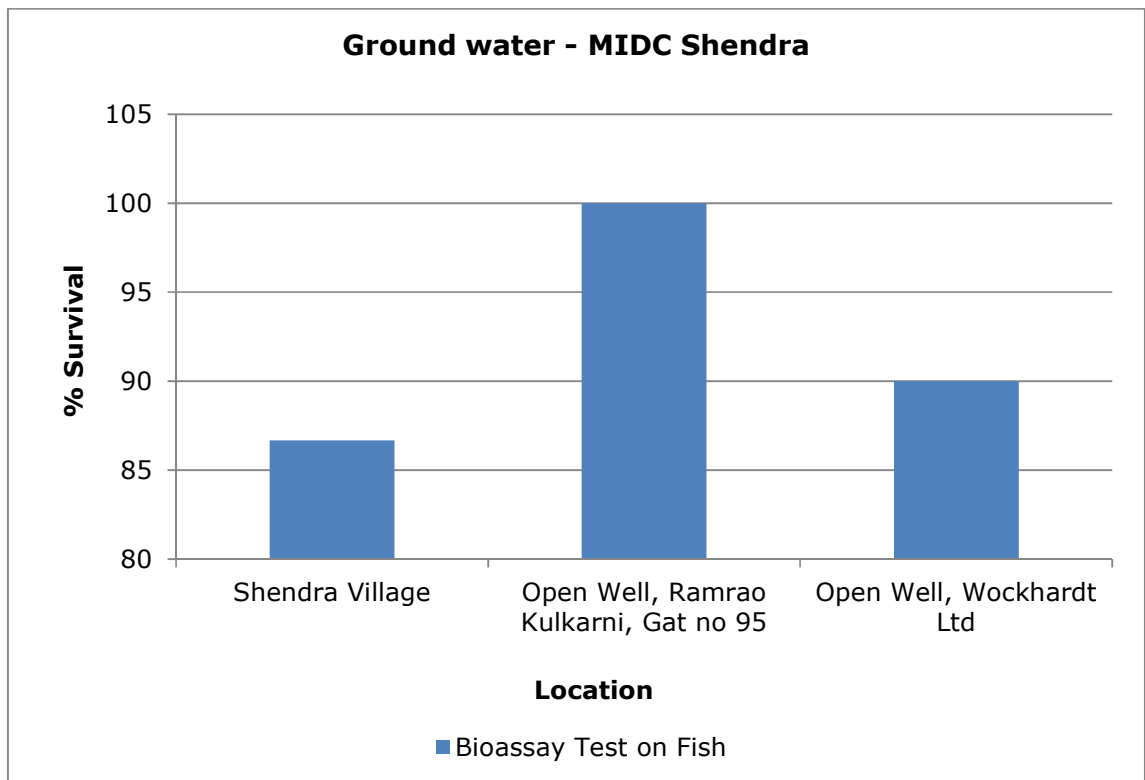 Ground water - MIDC Shendra
105
100
95
90
85
80
% Survival
Shendra Village
Open Well, Ramrao
Kulkarni, Gat no 95
Open Well, Wockhardt
Ltd
Location
Bioassay Test on Fish